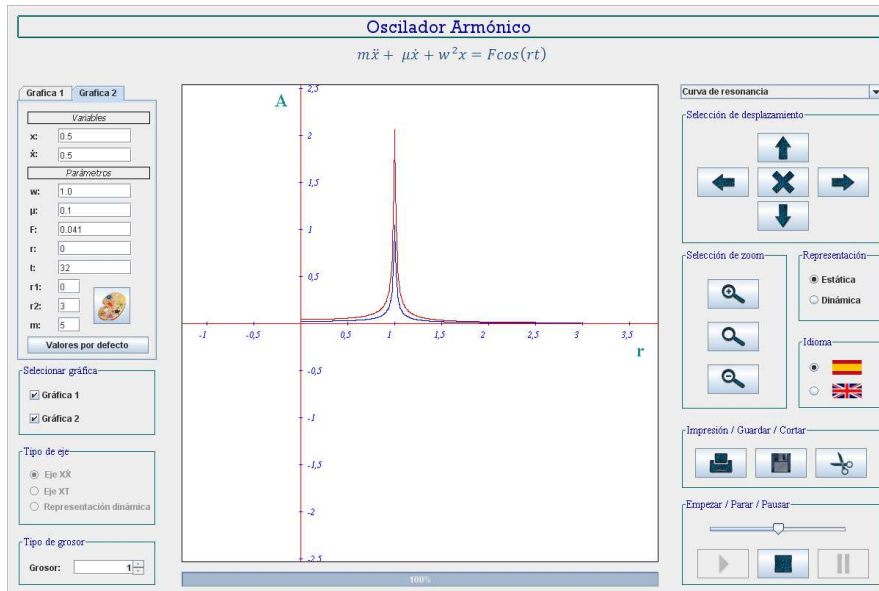 Oscilador Armónico
mẍ + μẋ + w²x = Fcos(rt)
Grafica 1 Grafica 2
Variables
x: 0.5
ẋ: 0.5
Parámetros
w: 1.0
μ: 0.1
F: 0.041
r: 0
t: 32
r1: 0
r2: 3
m: 5
Valores por defecto
Selecionar gráfica
Gráfica 1
Gráfica 2
Tipo de eje
Eje XẊ
Eje XT
Representación dinámica
Tipo de grosor
Grosor: 1
A
2,5
2
1,5
1
0,5
-1 -0,5 0,5 1 1,5 2 2,5 3 3,5
r
-0,5
-1
-1,5
-2
-2,5
100%
Curva de resonancia
Selección de desplazamiento
Selección de zoom
Representación
Estática
Dinámica
Idioma
Impresión / Guardar / Cortar
Empezar / Parar / Pausar